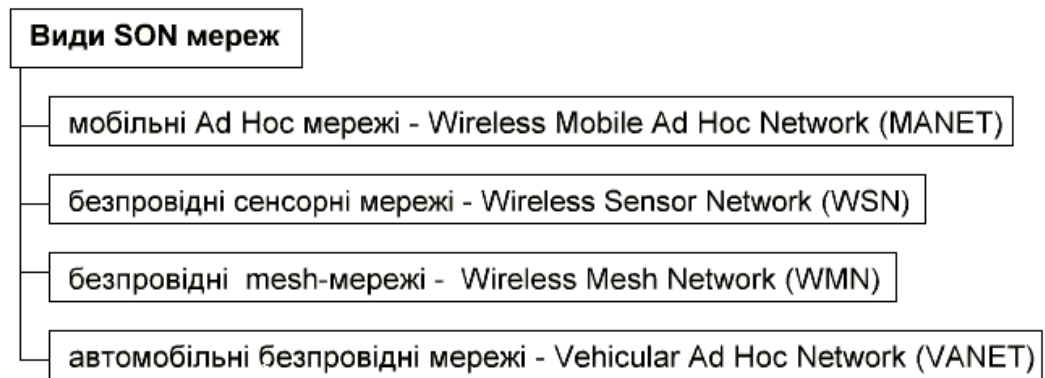 Види SON мереж
мобільні Ad Hoc мережі - Wireless Mobile Ad Hoc Network (MANET)
безпровідні сенсорні мережі - Wireless Sensor Network (WSN)
безпровідні mesh-мережі - Wireless Mesh Network (WMN)
автомобільні безпровідні мережі - Vehicular Ad Hoc Network (VANET)